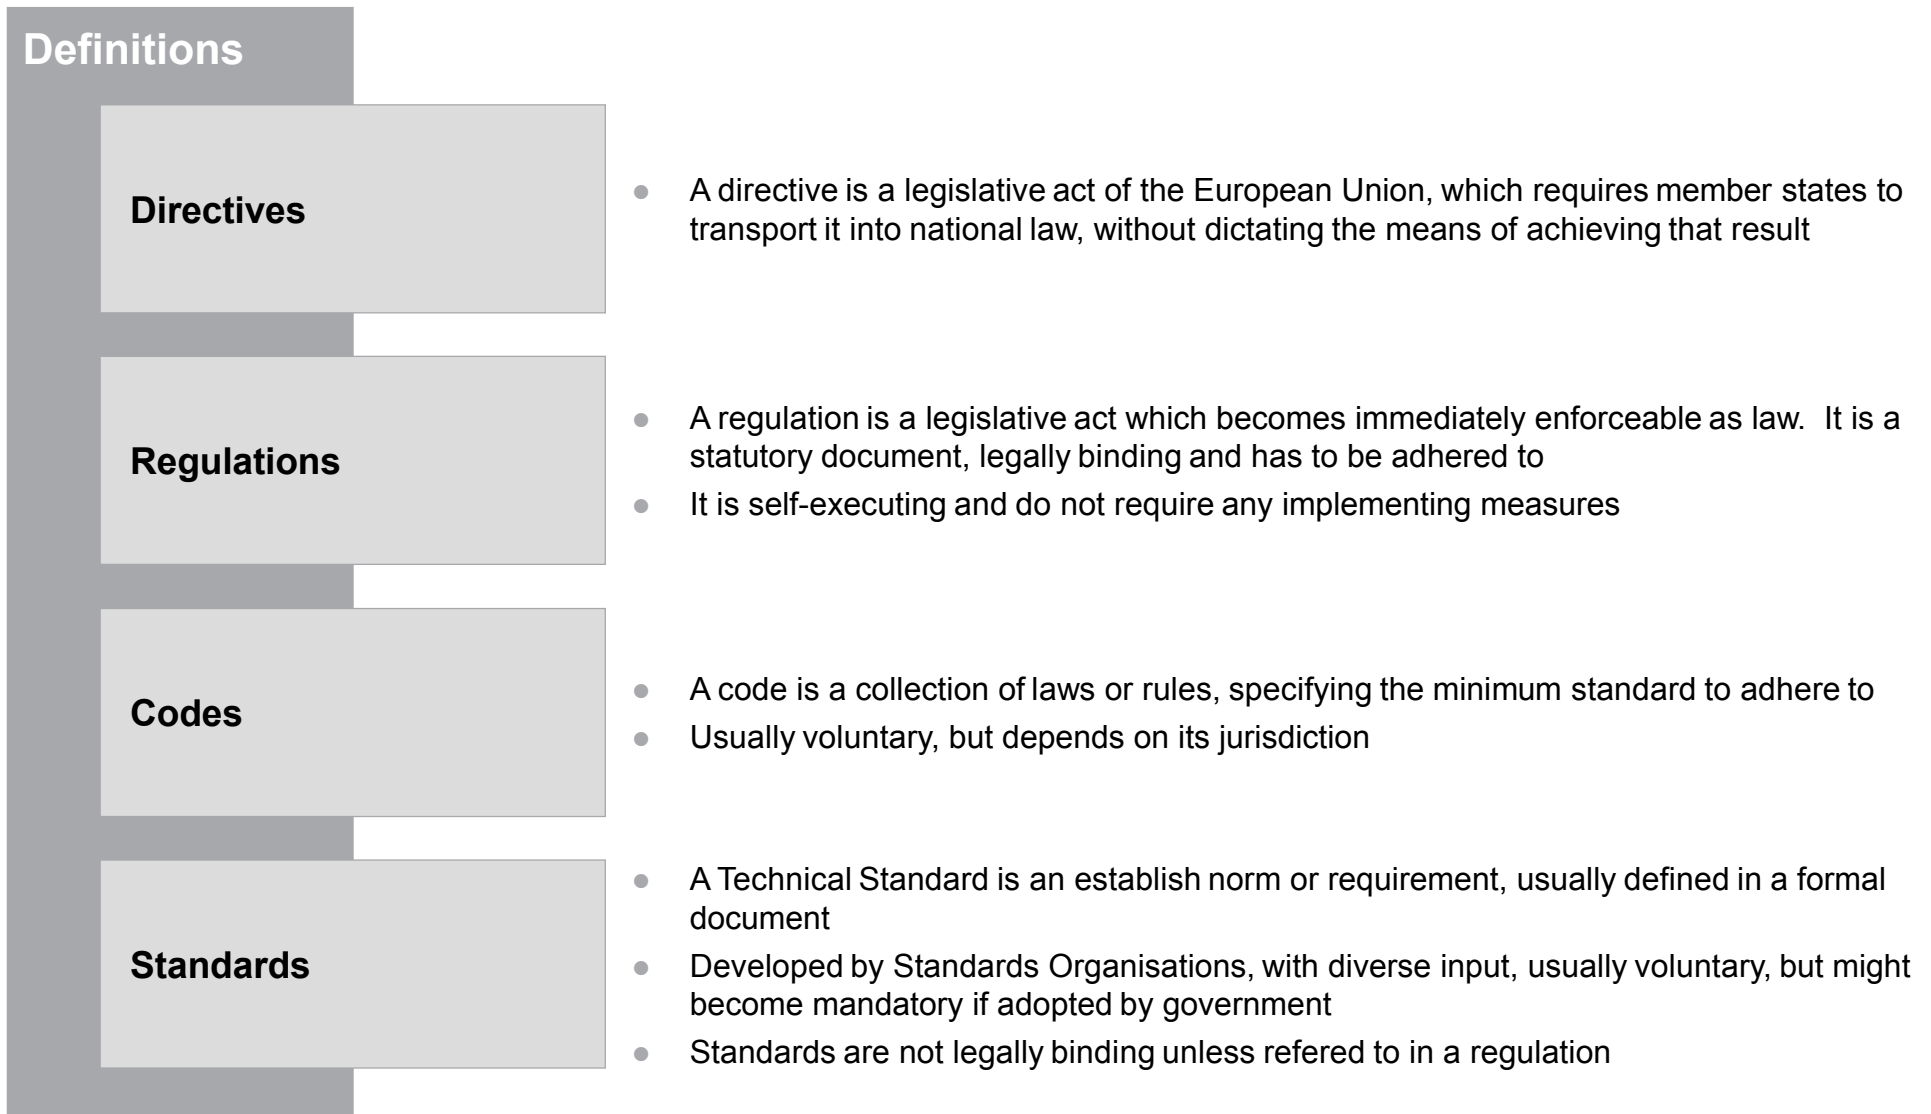 Definitions
Directives
● A directive is a legislative act of the European Union, which requires member states to
transport it into national law, without dictating the means of achieving that result
Regulations
● A regulation is a legislative act which becomes immediately enforceable as law.  It is a
statutory document, legally binding and has to be adhered to
● It is self-executing and do not require any implementing measures
Codes
● A code is a collection of laws or rules, specifying the minimum standard to adhere to
● Usually voluntary, but depends on its jurisdiction
Standards
● A Technical Standard is an establish norm or requirement, usually defined in a formal
document
● Developed by Standards Organisations, with diverse input, usually voluntary, but might
become mandatory if adopted by government
● Standards are not legally binding unless refered to in a regulation